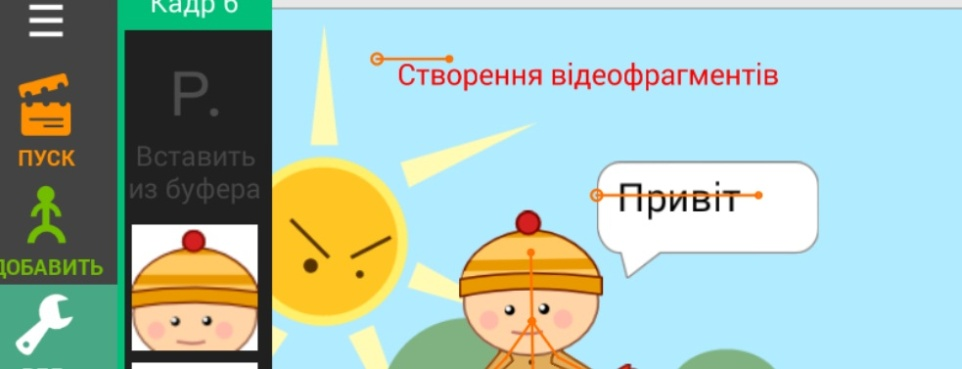 Кадр 6
ПУСК
ДОБАВИТЬ
Р.
Вставить
из буфера
Створення відеофрагментів
Привіт